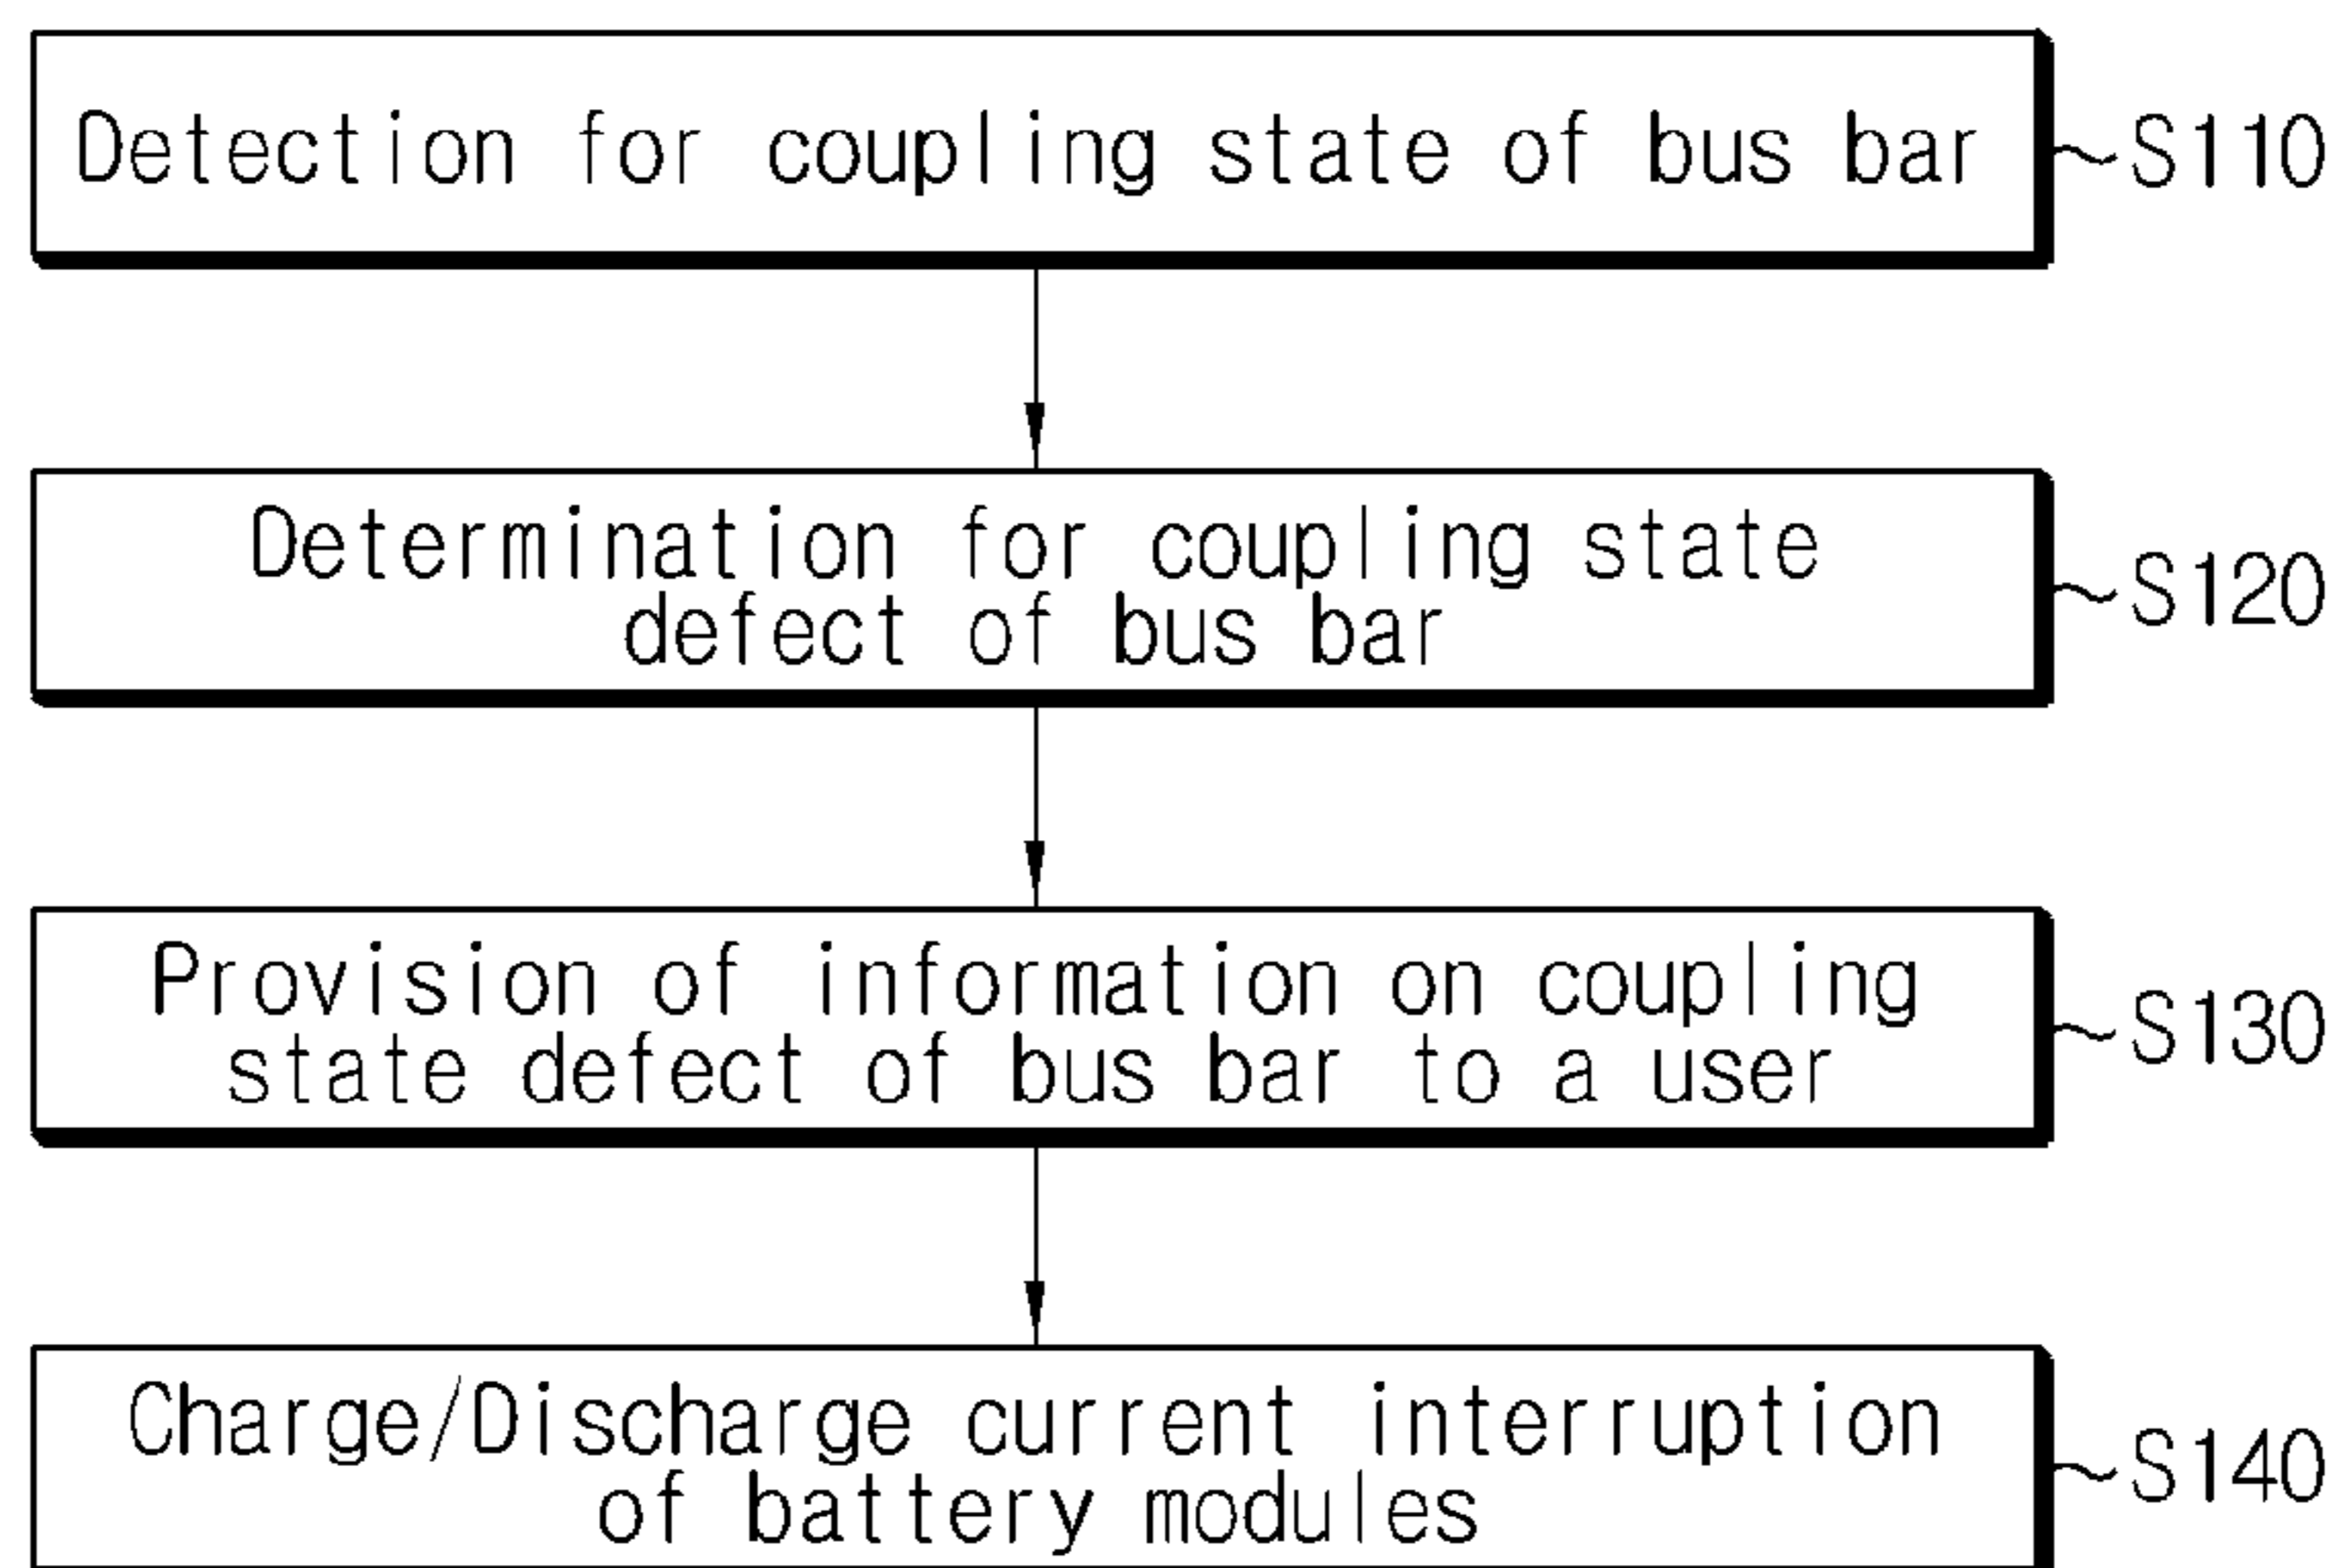 Detection for coupling state of bus bar
S110
Determination for coupling state
defect of bus bar
S120
Provision of information on coupling
state defect of bus bar to a user
S130
Charge/Discharge current interruption
of battery modules
S140